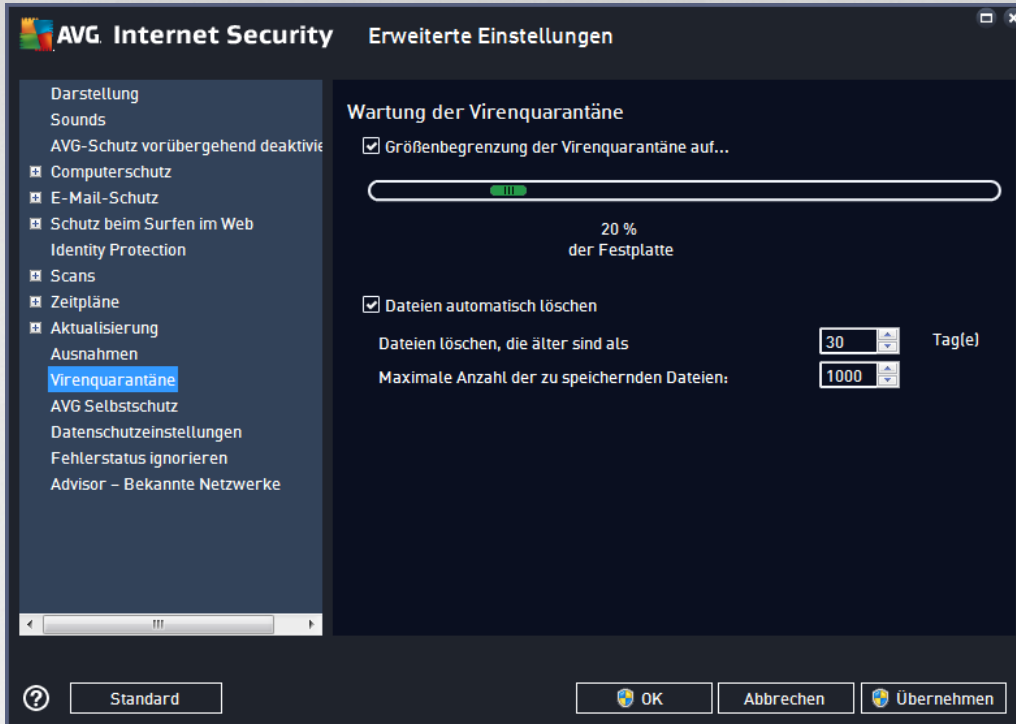 AVG Internet Security Erweiterte Einstellungen
Darstellung
Sounds
AVG-Schutz vorübergehend deaktivie
Computerschutz
E-Mail-Schutz
Schutz beim Surfen im Web
Identity Protection
Scans
Zeitpläne
Aktualisierung
Ausnahmen
Virenquarantäne
AVG Selbstschutz
Datenschutzeinstellungen
Fehlerstatus ignorieren
Advisor – Bekannte Netzwerke
Wartung der Virenquarantäne
Größenbegrenzung der Virenquarantäne auf...
20 %
der Festplatte
Dateien automatisch löschen
Dateien löschen, die älter sind als 30 Tag(e)
Maximale Anzahl der zu speichernden Dateien: 1000
? Standard OK Abbrechen Übernehmen